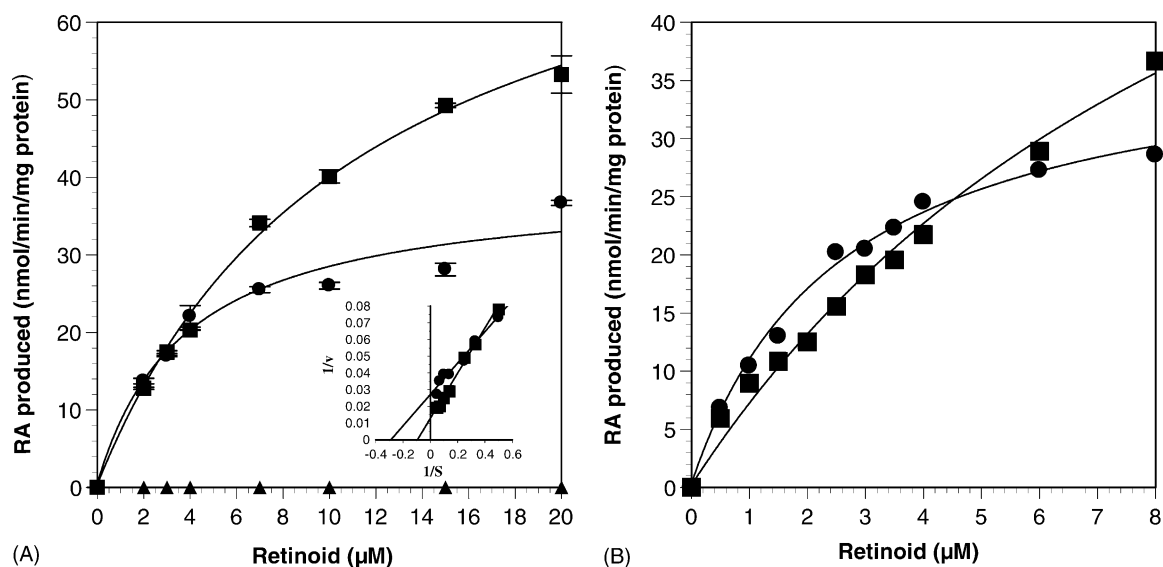 RA produced (nmol/min/mg protein)
60
50
40
30
20
10
0
0 2 4 6 8 10 12 14 16 18 20
Retinoid (µM)
(A)
1/v
0.08
0.07
0.06
0.05
0.04
0.03
0.02
0.01
0
-0.4 -0.2 0 0.2 0.4 0.6
1/S
RA produced (nmol/min/mg protein)
40
35
30
25
20
15
10
5
0
0 1 2 3 4 5 6 7 8
Retinoid (µM)
(B)